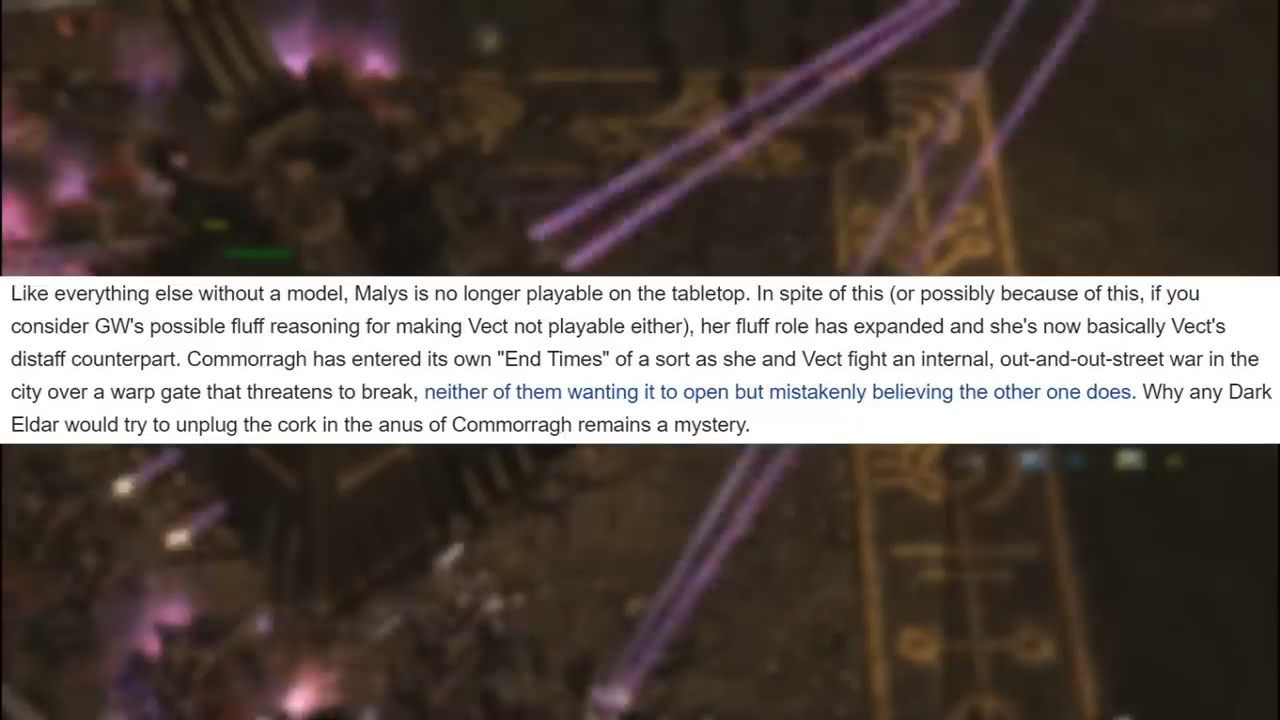 Like everything else without a model, Malys is no longer playable on the tabletop. In spite of this (or possibly because of this, if you
consider GW's possible fluff reasoning for making Vect not playable either), her fluff role has expanded and she's now basically Vect's
distaff counterpart. Commorragh has entered its own "End Times" of a sort as she and Vect fight an internal, out-and-out-street war in the
city over a warp gate that threatens to break, neither of them wanting it to open but mistakenly believing the other one does. Why any Dark
Eldar would try to unplug the cork in the anus of Commorragh remains a mystery.